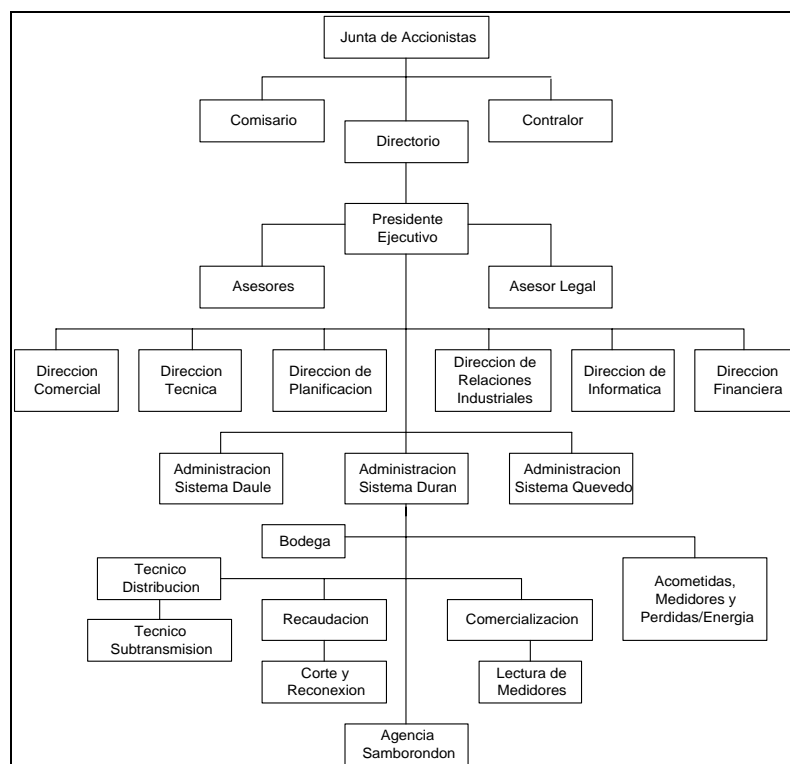 Junta de Accionistas
Comisario
Contralor
Directorio
Presidente
Ejecutivo
Asesores
Asesor Legal
Direccion
Comercial
Direccion
Tecnica
Direccion de
Planificacion
Direccion de
Relaciones
Industriales
Direccion de
Informatica
Direccion
Financiera
Administracion
Sistema Daule
Administracion
Sistema Duran
Administracion
Sistema Quevedo
Bodega
Tecnico
Distribucion
Acometidas,
Medidores y
Perdidas/Energia
Tecnico
Subtransmision
Recaudacion
Comercializacion
Corte y
Reconexion
Lectura de
Medidores
Agencia
Samborondon